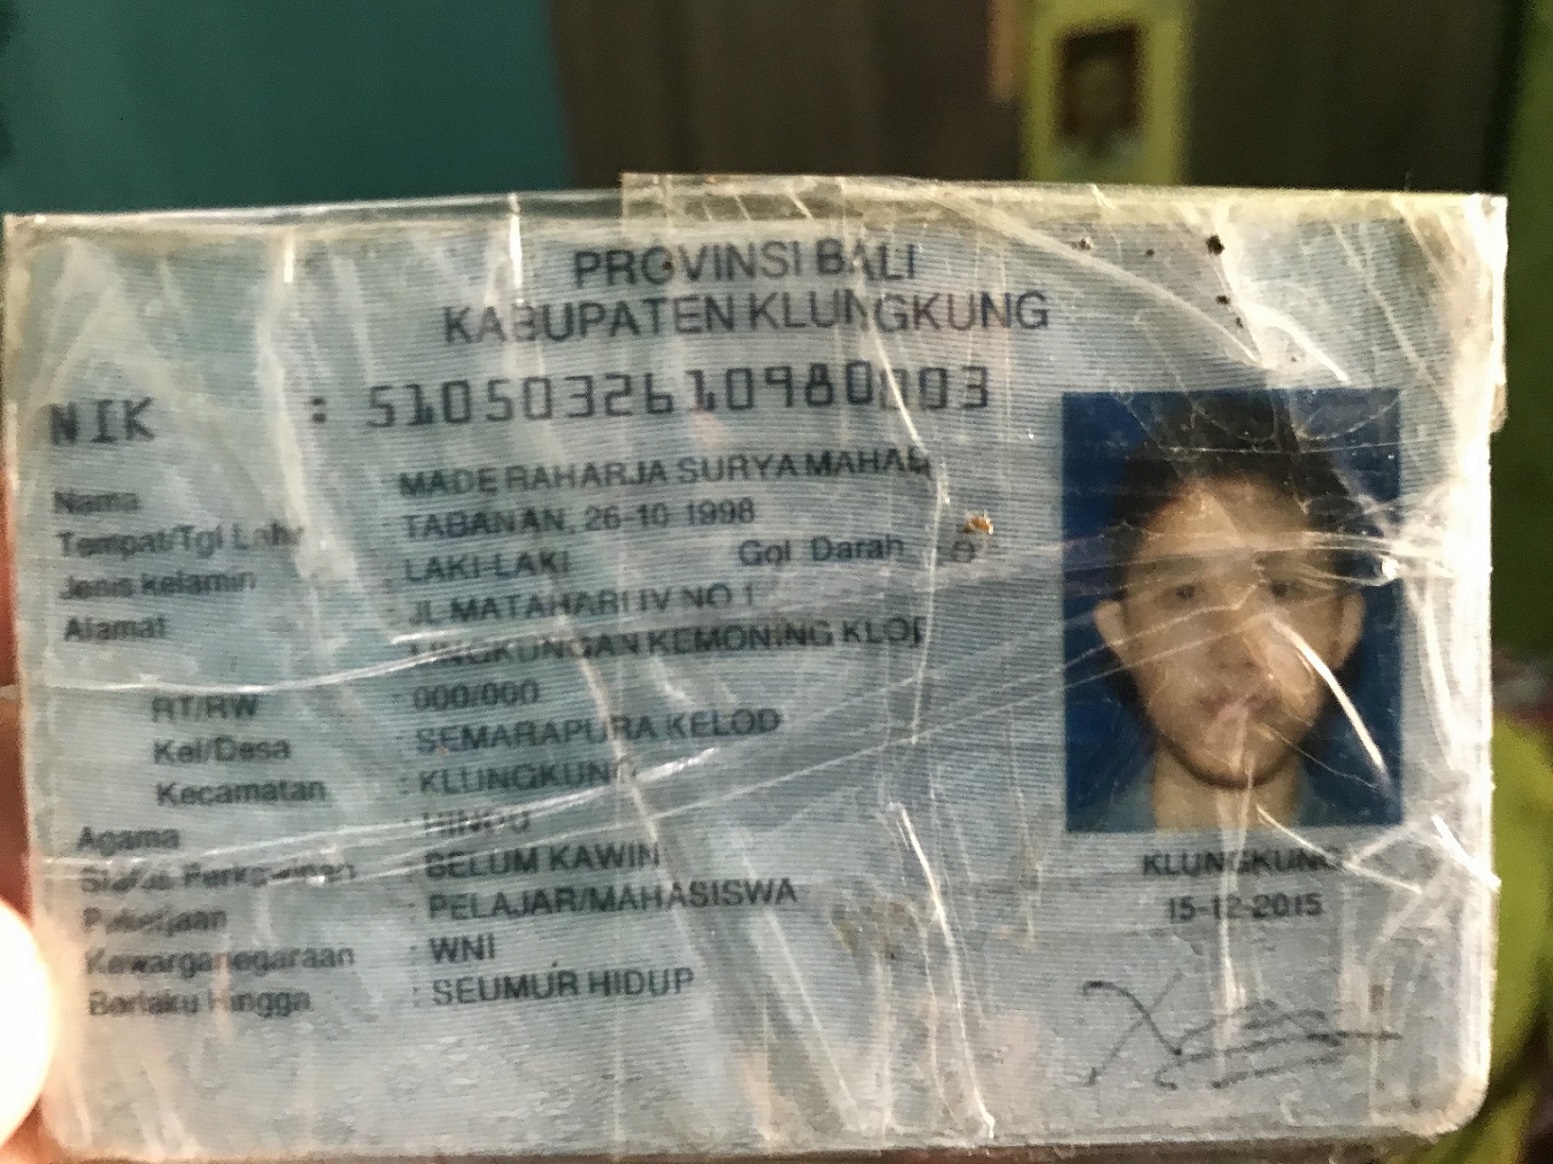 PROVINSI BALI
KABUPATEN KLUNGKUNG
NIK : 5105032610980003
Nama MADE RAHARJA SURYA MAHAD
Tempat/Tgl Lahir : TABANAN, 26-10-1998
Jenis kelamin : LAKI-LAKI Gol Darah : O
Alamat : JL MATAHARI IV NO 1
LINGKUNGAN KEMONING KLOD
RT/RW : 000/000
Kel/Desa : SEMARAPURA KELOD
Kecamatan : KLUNGKUNG
Agama : HINDU
Status Perkawinan : BELUM KAWIN
Pekerjaan : PELAJAR/MAHASISWA
Kewarganegaraan : WNI
Berlaku Hingga : SEUMUR HIDUP
KLUNGKUNG
15-12-2015